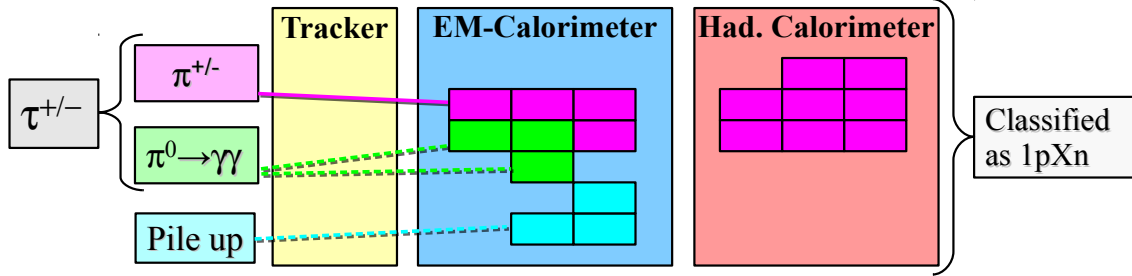 Tracker
EM-Calorimeter
Had. Calorimeter
τ⁺/⁻
π⁺/⁻
π⁰→γγ
Pile up
Classified
as 1pXn